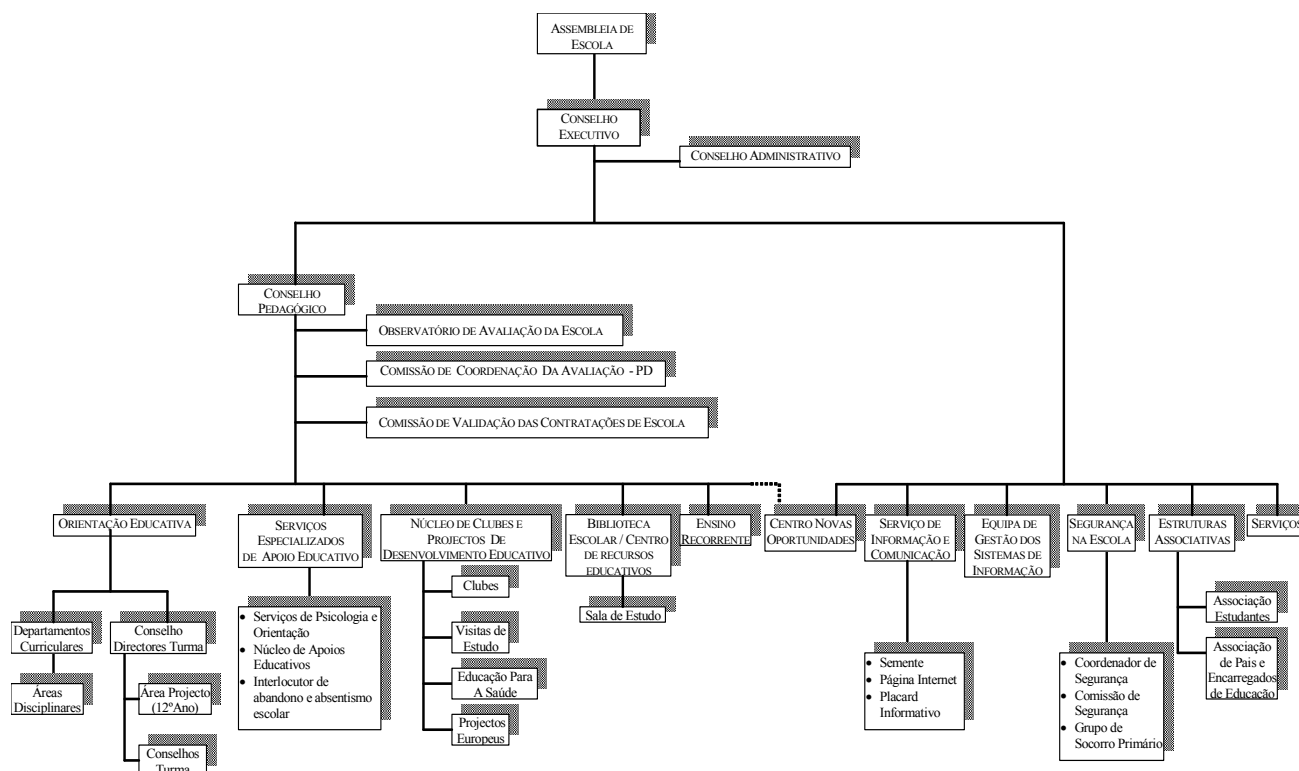 ASSEMBLEIA DE
ESCOLA
CONSELHO
EXECUTIVO
CONSELHO ADMINISTRATIVO
CONSELHO
PEDAGÓGICO
OBSERVATÓRIO DE AVALIAÇÃO DA ESCOLA
COMISSÃO DE COORDENAÇÃO DA AVALIAÇÃO - PD
COMISSÃO DE VALIDAÇÃO DAS CONTRATAÇÕES DE ESCOLA
ORIENTAÇÃO EDUCATIVA
SERVIÇOS
ESPECIALIZADOS
DE APOIO EDUCATIVO
NÚCLEO DE CLUBES E
PROJECTOS DE
DESENVOLVIMENTO EDUCATIVO
BIBLIOTECA
ESCOLAR / CENTRO
DE RECURSOS
EDUCATIVOS
ENSINO
RECORRENTE
CENTRO NOVAS
OPORTUNIDADES
SERVIÇO DE
INFORMAÇÃO E
COMUNICAÇÃO
EQUIPA DE
GESTÃO DOS
SISTEMAS DE
INFORMAÇÃO
SEGURANÇA
NA ESCOLA
ESTRUTURAS
ASSOCIATIVAS
SERVIÇOS
Departamentos
Curriculares
Áreas
Disciplinares
Conselho
Directores Turma
Área Projecto
(12ºAno)
Conselhos
Turma
• Serviços de Psicologia e
Orientação
• Núcleo de Apoios
Educativos
• Interlocutor de
abandono e absentismo
escolar
Clubes
Visitas de
Estudo
Educação Para
A Saúde
Projectos
Europeus
Sala de Estudo
• Semente
• Página Internet
• Placard
Informativo
• Coordenador de
Segurança
• Comissão de
Segurança
• Grupo de
Socorro Primário
Associação
Estudantes
Associação
de Pais e
Encarregados
de Educação